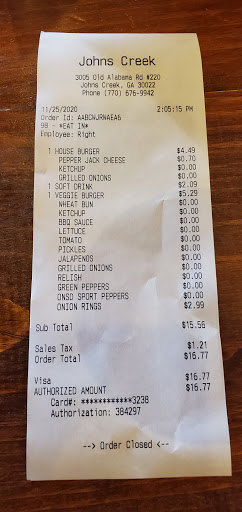 Johns Creek
3005 Old Alabama Rd #220
Johns Creek, GA 30022
Phone (770) 676-9942
11/25/2020 2:05:15 PM
Order Id: AABCWJRNAEA6
98 - *EAT IN*
Employee: Right
1 HOUSE BURGER $4.49
PEPPER JACK CHEESE $0.70
KETCHUP $0.00
GRILLED ONIONS $0.00
1 SOFT DRINK $2.09
1 VEGGIE BURGER $5.29
WHEAT BUN $0.00
KETCHUP $0.00
BBQ SAUCE $0.00
LETTUCE $0.00
TOMATO $0.00
PICKLES $0.00
JALAPENOS $0.00
GRILLED ONIONS $0.00
RELISH $0.00
GREEN PEPPERS $0.00
ONSD SPORT PEPPERS $0.00
ONION RINGS $2.99
Sub Total $15.56
Sales Tax $1.21
Order Total $16.77
Visa $16.77
AUTHORIZED AMOUNT $16.77
Card#: ************3238
Authorization: 384297
--> Order Closed <--